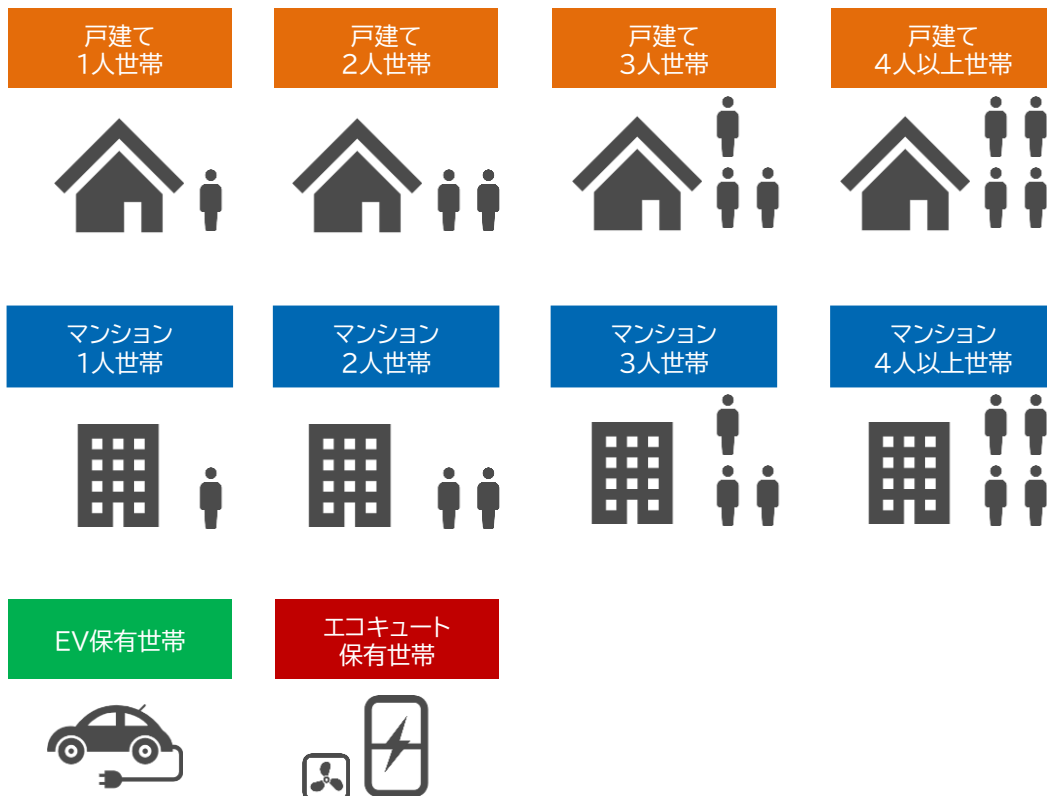 戸建て
1人世帯
戸建て
2人世帯
戸建て
3人世帯
戸建て
4人以上世帯
マンション
1人世帯
マンション
2人世帯
マンション
3人世帯
マンション
4人以上世帯
EV保有世帯
エコキュート
保有世帯